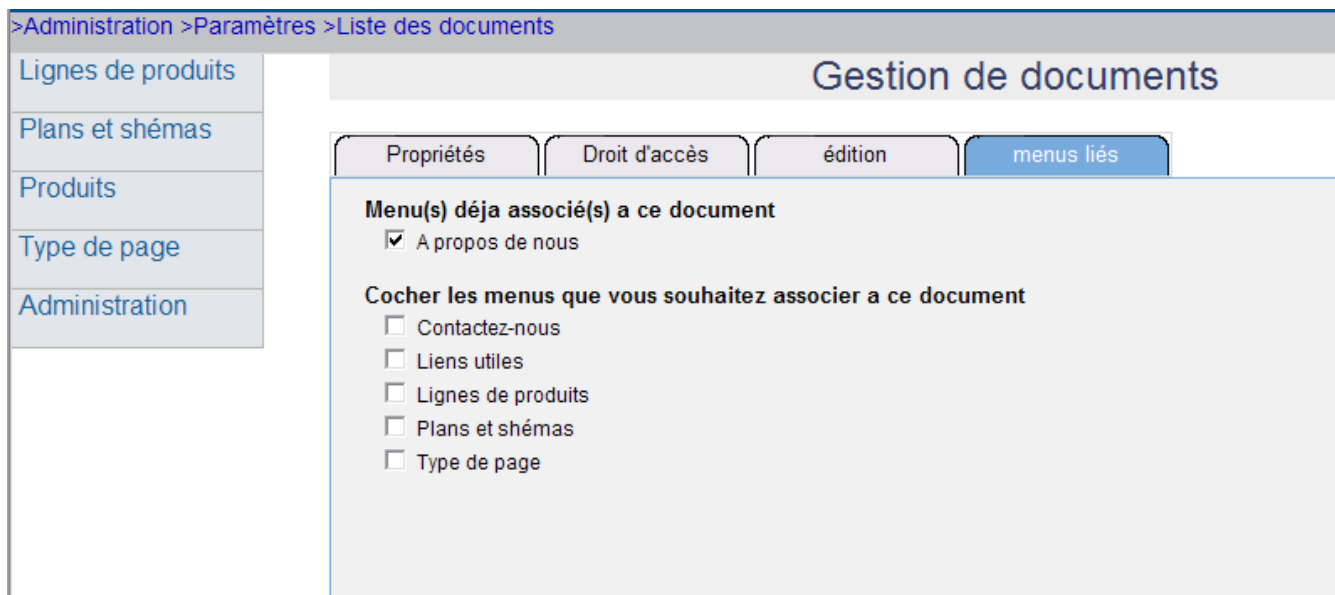 >Administration >Paramètres >Liste des documents
Lignes de produits
Plans et shémas
Produits
Type de page
Administration
Gestion de documents
Propriétés Droit d'accès édition menus liés
Menu(s) déja associé(s) a ce document
A propos de nous
Cocher les menus que vous souhaitez associer a ce document
Contactez-nous
Liens utiles
Lignes de produits
Plans et shémas
Type de page